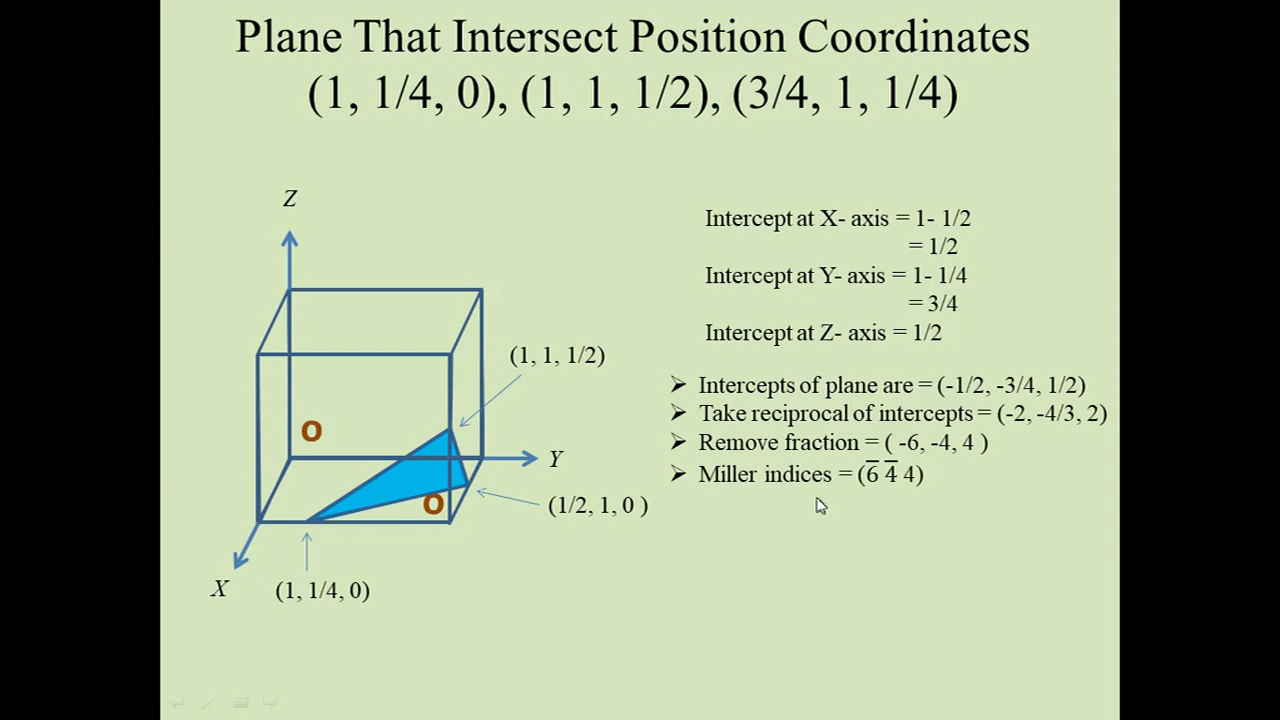 Plane That Intersect Position Coordinates
(1, 1/4, 0), (1, 1, 1/2), (3/4, 1, 1/4)
Z
O
Y
O
X
(1, 1, 1/2)
(1/2, 1, 0 )
(1, 1/4, 0)
Intercept at X- axis = 1- 1/2
= 1/2
Intercept at Y- axis = 1- 1/4
= 3/4
Intercept at Z- axis = 1/2
➢ Intercepts of plane are = (-1/2, -3/4, 1/2)
➢ Take reciprocal of intercepts = (-2, -4/3, 2)
➢ Remove fraction = ( -6, -4, 4 )
➢ Miller indices = (6̅ 4̅ 4)